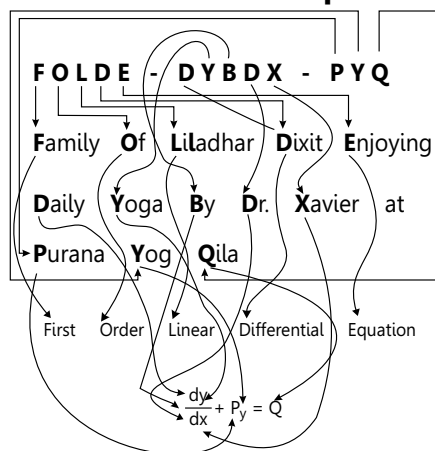 FOLDE - DYBDX - PYQ
Family Of Liladhar Dixit Enjoying
Daily Yoga By Dr. Xavier at
Purana Yog Qila
First Order Linear Differential Equation
dy/dx + Py = Q